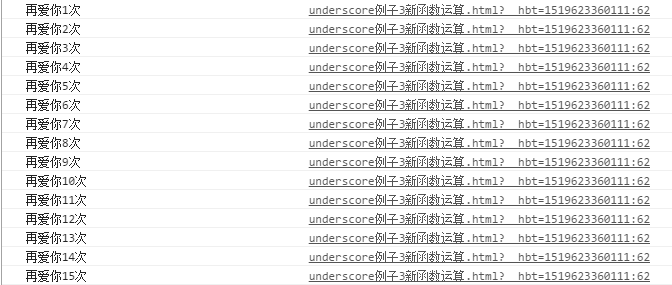 再爱你1次 underscore例子3新函数运算.html?__hbt=1519623360111:62
再爱你2次 underscore例子3新函数运算.html?__hbt=1519623360111:62
再爱你3次 underscore例子3新函数运算.html?__hbt=1519623360111:62
再爱你4次 underscore例子3新函数运算.html?__hbt=1519623360111:62
再爱你5次 underscore例子3新函数运算.html?__hbt=1519623360111:62
再爱你6次 underscore例子3新函数运算.html?__hbt=1519623360111:62
再爱你7次 underscore例子3新函数运算.html?__hbt=1519623360111:62
再爱你8次 underscore例子3新函数运算.html?__hbt=1519623360111:62
再爱你9次 underscore例子3新函数运算.html?__hbt=1519623360111:62
再爱你10次 underscore例子3新函数运算.html?__hbt=1519623360111:62
再爱你11次 underscore例子3新函数运算.html?__hbt=1519623360111:62
再爱你12次 underscore例子3新函数运算.html?__hbt=1519623360111:62
再爱你13次 underscore例子3新函数运算.html?__hbt=1519623360111:62
再爱你14次 underscore例子3新函数运算.html?__hbt=1519623360111:62
再爱你15次 underscore例子3新函数运算.html?__hbt=1519623360111:62